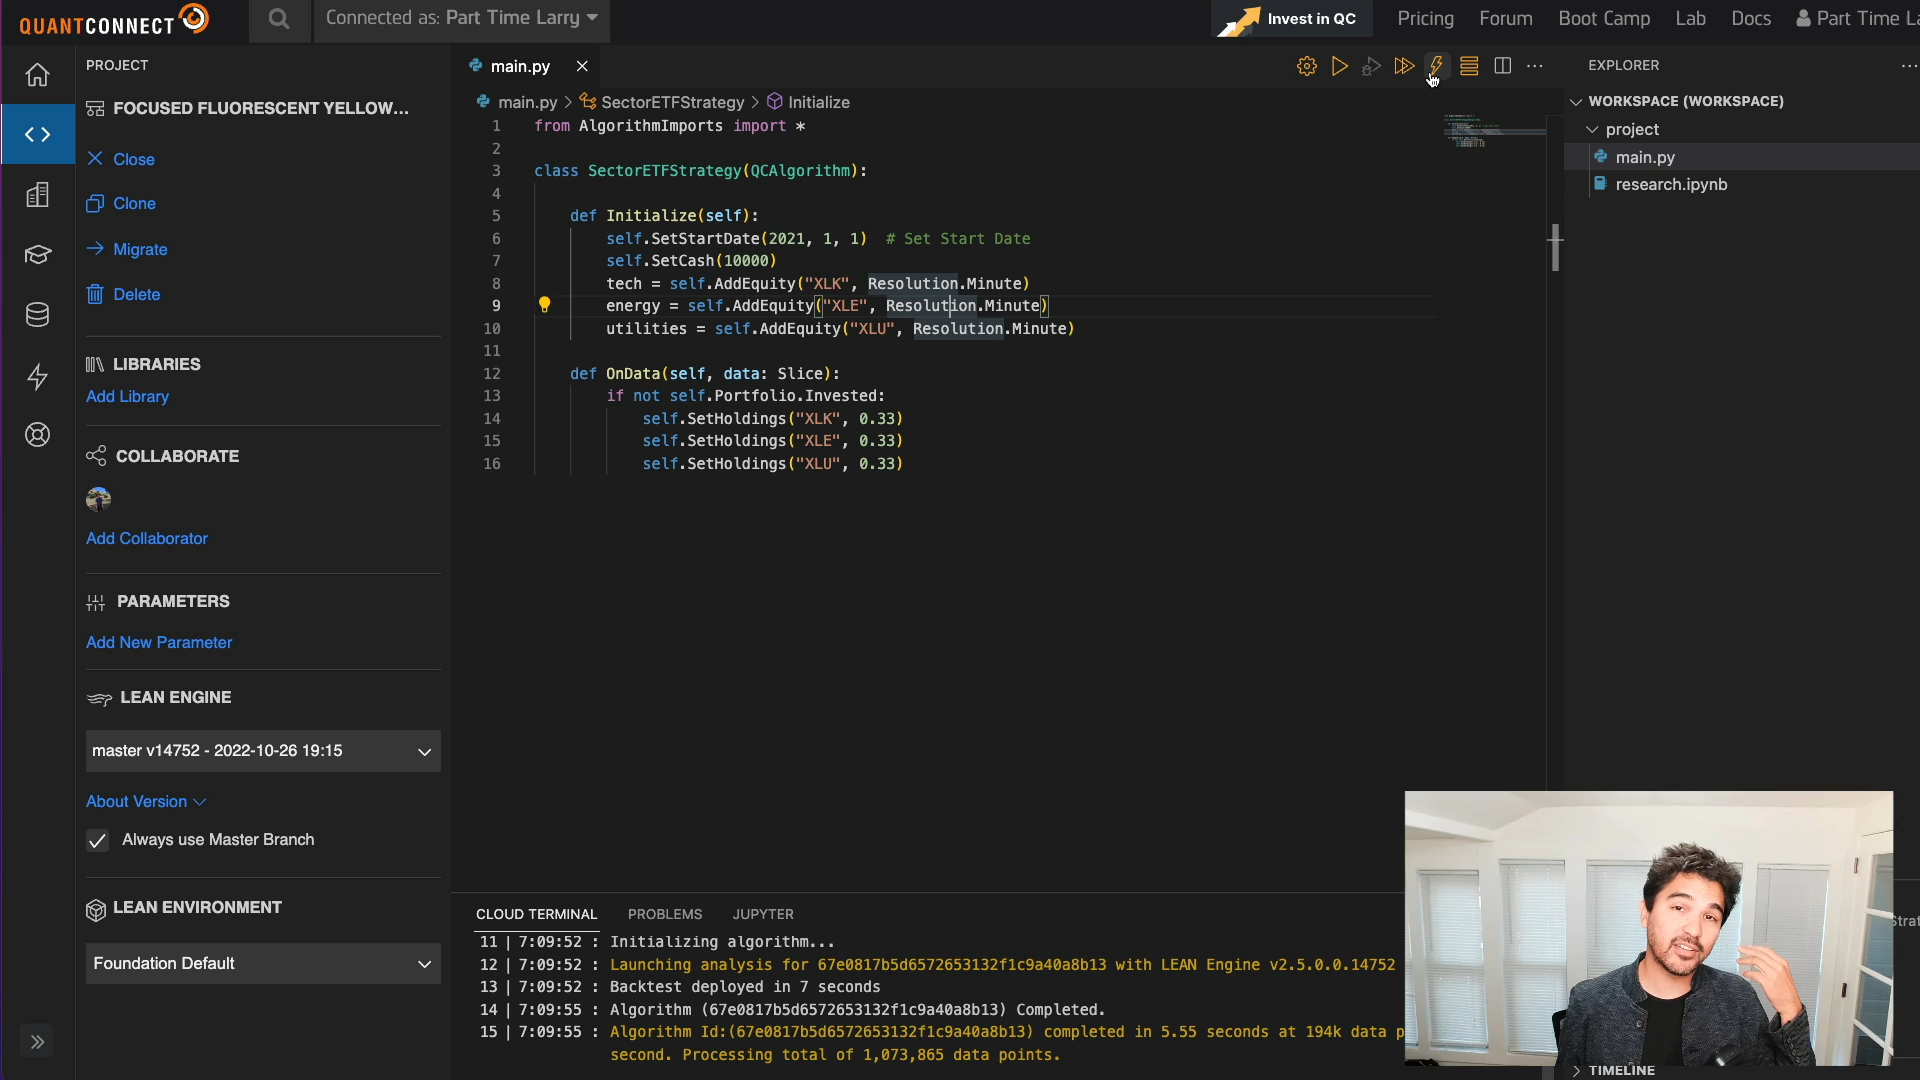 QUANTCONNECT
Connected as: Part Time Larry
Invest in QC
Pricing
Forum
Boot Camp
Lab
Docs
Part Time La
PROJECT
FOCUSED FLUORESCENT YELLOW...
Close
Clone
Migrate
Delete
LIBRARIES
Add Library
COLLABORATE
Add Collaborator
PARAMETERS
Add New Parameter
LEAN ENGINE
master v14752 - 2022-10-26 19:15
About Version
Always use Master Branch
LEAN ENVIRONMENT
Foundation Default
main.py
main.py > SectorETFStrategy > Initialize
1 from AlgorithmImports import *
2
3 class SectorETFStrategy(QCAlgorithm):
4
5 def Initialize(self):
6 self.SetStartDate(2021, 1, 1) # Set Start Date
7 self.SetCash(10000)
8 tech = self.AddEquity("XLK", Resolution.Minute)
9 energy = self.AddEquity("XLE", Resolution.Minute)
10 utilities = self.AddEquity("XLU", Resolution.Minute)
11
12 def OnData(self, data: Slice):
13 if not self.Portfolio.Invested:
14 self.SetHoldings("XLK", 0.33)
15 self.SetHoldings("XLE", 0.33)
16 self.SetHoldings("XLU", 0.33)
CLOUD TERMINAL
PROBLEMS
JUPYTER
11 | 7:09:52 : Initializing algorithm...
12 | 7:09:52 : Launching analysis for 67e0817b5d6572653132f1c9a40a8b13 with LEAN Engine v2.5.0.0.14752
13 | 7:09:52 : Backtest deployed in 7 seconds
14 | 7:09:55 : Algorithm (67e0817b5d6572653132f1c9a40a8b13) Completed.
15 | 7:09:55 : Algorithm Id:(67e0817b5d6572653132f1c9a40a8b13) completed in 5.55 seconds at 194k data p
second. Processing total of 1,073,865 data points.
EXPLORER
WORKSPACE (WORKSPACE)
project
main.py
research.ipynb
Strat
TIMELINE